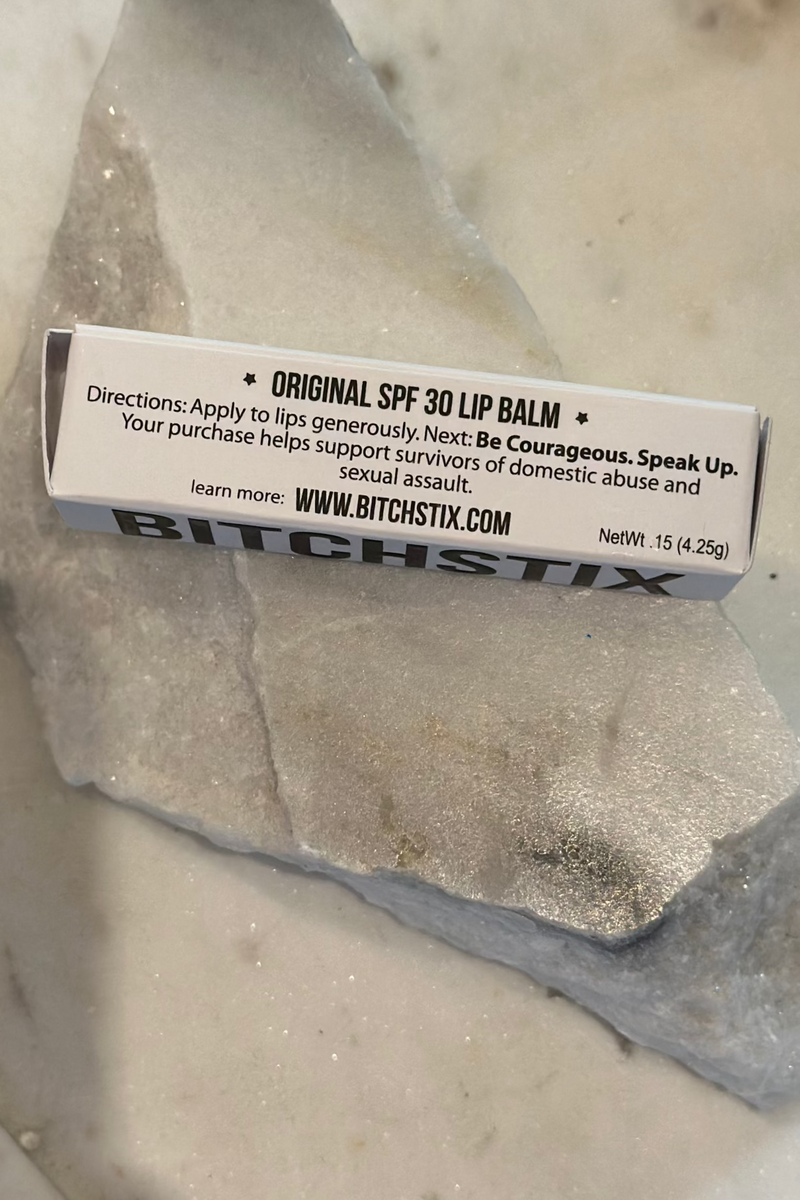 ★ ORIGINAL SPF 30 LIP BALM ★
Directions: Apply to lips generously. Next: Be Courageous. Speak Up.
Your purchase helps support survivors of domestic abuse and
sexual assault.
learn more: WWW.BITCHSTIX.COM
NetWt .15 (4.25g)
BITCHSTIX